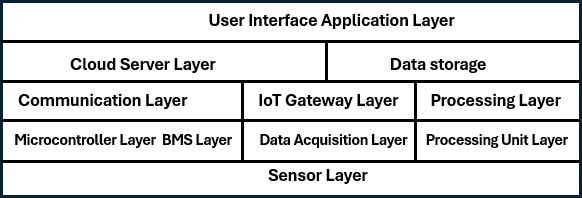 User Interface Application Layer
Cloud Server Layer Data storage
Communication Layer IoT Gateway Layer Processing Layer
Microcontroller Layer BMS Layer Data Acquisition Layer Processing Unit Layer
Sensor Layer